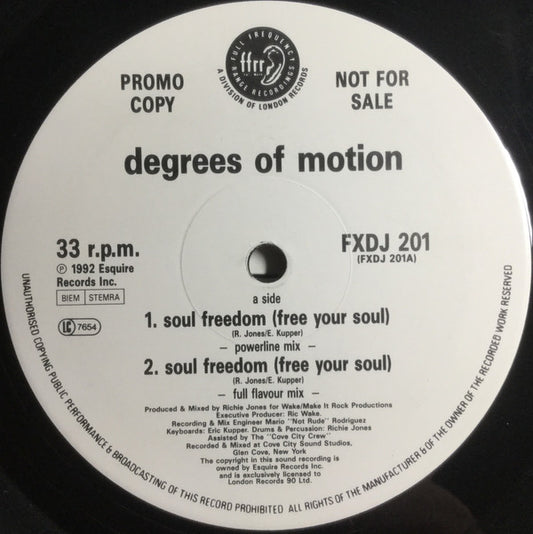 FULL FREQUENCY
ffrr
RANGE RECORDINGS
A DIVISION OF LONDON RECORDS
PROMO
COPY
NOT FOR
SALE
degrees of motion
33 r.p.m.
℗ 1992 Esquire
Records Inc.
BIEM STEMRA
LC 7654
FXDJ 201
(FXDJ 201A)
a side
1. soul freedom (free your soul)
(R. Jones/E. Kupper)
– powerline mix –
2. soul freedom (free your soul)
(R. Jones/E. Kupper)
– full flavour mix –
Produced & Mixed by Richie Jones for Wake/Make It Rock Productions
Executive Producer: Ric Wake.
Recording & Mix Engineer Mario "Not Rude" Rodriguez
Keyboards: Eric Kupper. Drums & Percussion: Richie Jones
Assisted by The "Cove City Crew"
Recorded & Mixed at Cove City Sound Studios,
Glen Cove, New York
The copyright in this sound recording is
owned by Esquire Records Inc.
and is exclusively licensed to
London Records 90 Ltd.
UNAUTHORISED COPYING PUBLIC PERFORMANCE & BROADCASTING OF THIS RECORD PROHIBITED ALL RIGHTS OF THE MANUFACTURER & OF THE OWNER OF THE RECORDED WORK RESERVED